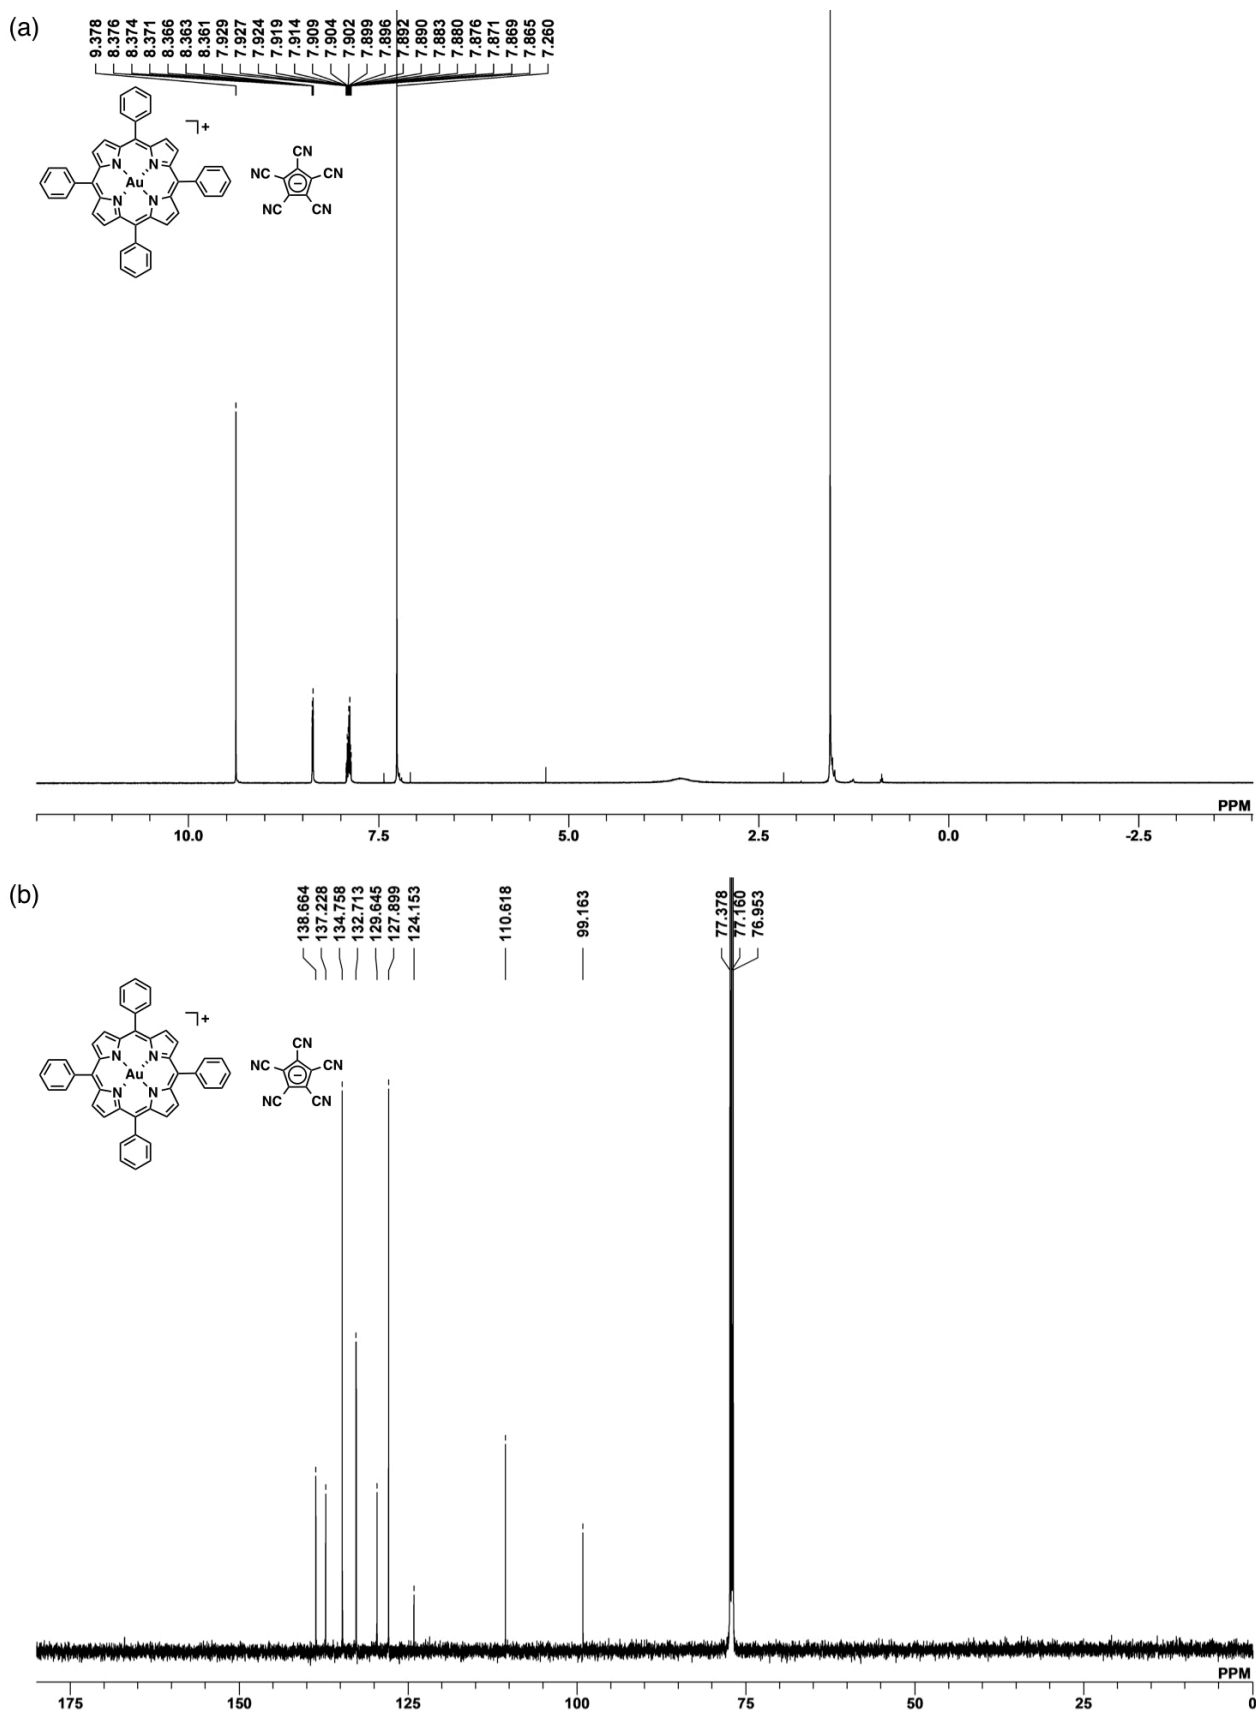 (a)
9.378
8.376
8.374
8.371
8.366
8.363
8.361
7.929
7.927
7.924
7.919
7.914
7.909
7.904
7.902
7.899
7.896
7.892
7.890
7.883
7.880
7.876
7.871
7.869
7.865
7.260
+
N N
Au
N N
CN
NC CN
−
NC CN
PPM
10.0 7.5 5.0 2.5 0.0 -2.5
(b)
138.664
137.228
134.758
132.713
129.645
127.899
124.153
110.618
99.163
77.378
77.160
76.953
+
N N
Au
N N
CN
NC CN
−
NC CN
PPM
175 150 125 100 75 50 25 0